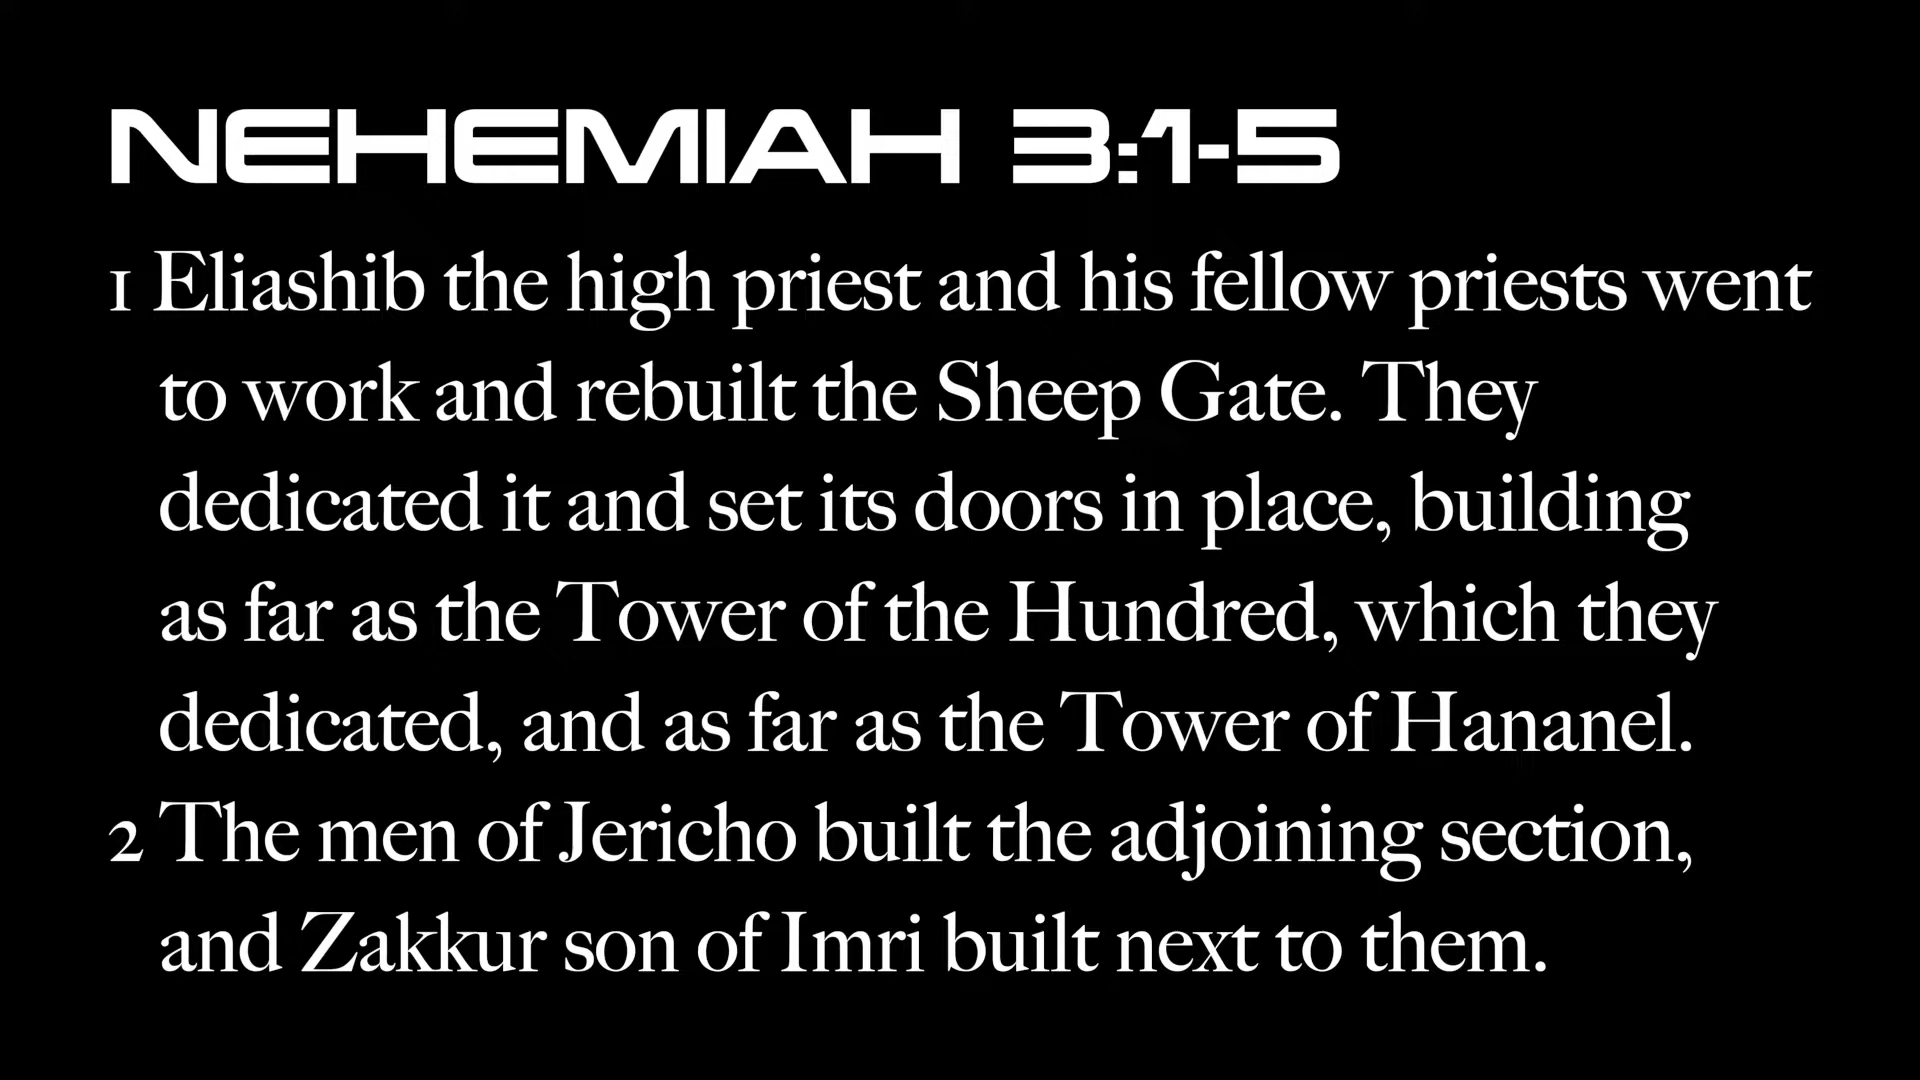 NEHEMIAH 3:1-5
1 Eliashib the high priest and his fellow priests went
to work and rebuilt the Sheep Gate. They
dedicated it and set its doors in place, building
as far as the Tower of the Hundred, which they
dedicated, and as far as the Tower of Hananel.
2 The men of Jericho built the adjoining section,
and Zakkur son of Imri built next to them.